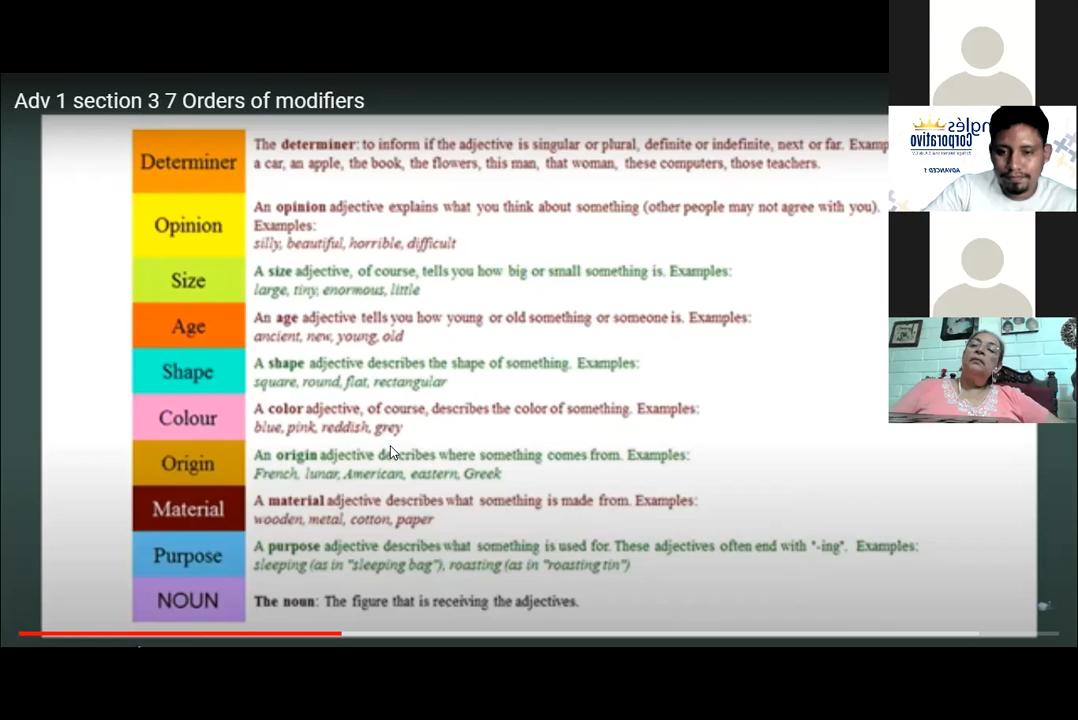 Adv 1 section 3 7 Orders of modifiers
Determiner
The determiner: to inform if the adjective is singular or plural, definite or indefinite, next or far. Examp
a car, an apple, the book, the flowers, this man, that woman, these computers, those teachers.
Opinion
An opinion adjective explains what you think about something (other people may not agree with you).
Examples:
silly, beautiful, horrible, difficult
Size
A size adjective, of course, tells you how big or small something is. Examples:
large, tiny, enormous, little
Age
An age adjective tells you how young or old something or someone is. Examples:
ancient, new, young, old
Shape
A shape adjective describes the shape of something. Examples:
square, round, flat, rectangular
Colour
A color adjective, of course, describes the color of something. Examples:
blue, pink, reddish, grey
Origin
An origin adjective describes where something comes from. Examples:
French, lunar, American, eastern, Greek
Material
A material adjective describes what something is made from. Examples:
wooden, metal, cotton, paper
Purpose
A purpose adjective describes what something is used for. These adjectives often end with "-ing". Examples:
sleeping (as in "sleeping bag"), roasting (as in "roasting tin")
NOUN
The noun: The figure that is receiving the adjectives.
Inglés
Corporativo
ADVANCED 1